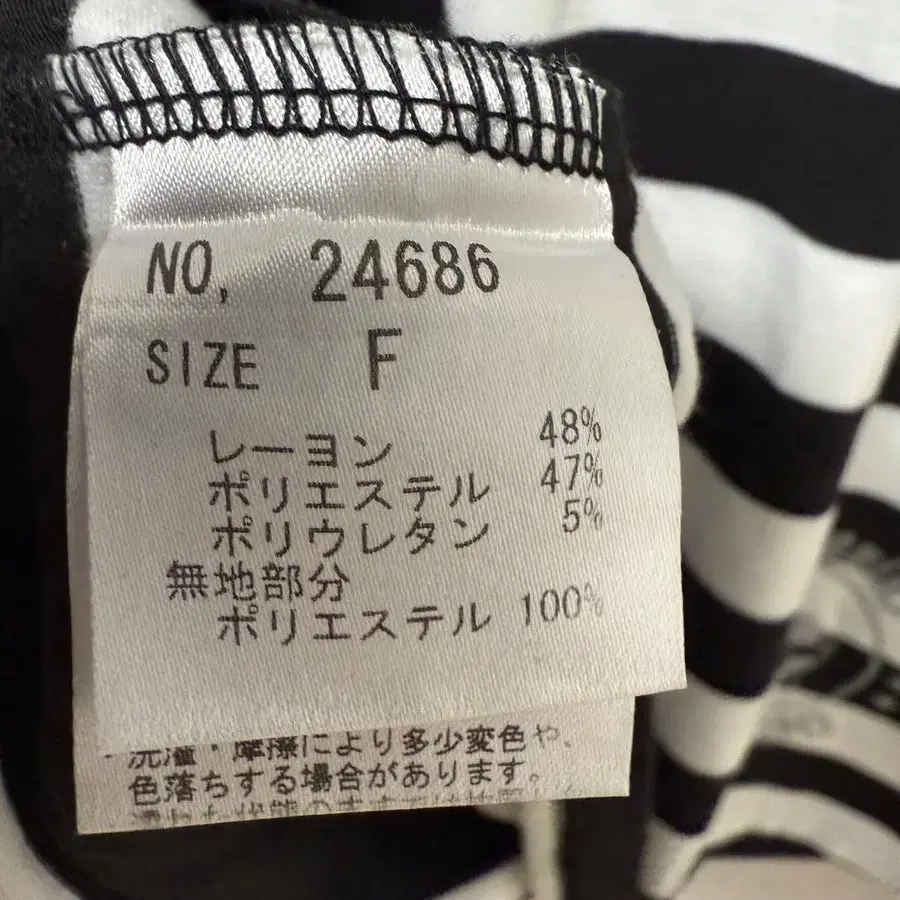 NO, 24686
SIZE F
レーヨン 48%
ポリエステル 47%
ポリウレタン 5%
無地部分
ポリエステル 100%
洗濯・摩擦により多少変色や、
色落ちする場合があります。